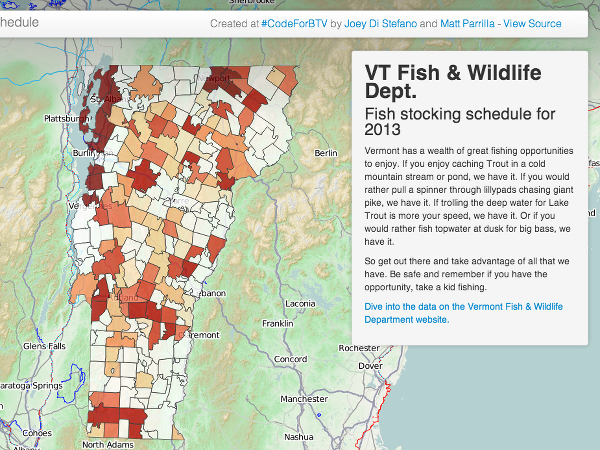 Created at #CodeForBTV by Joey Di Stefano and Matt Parrilla - View Source
VT Fish & Wildlife
Dept.
Fish stocking schedule for
2013
Vermont has a wealth of great fishing opportunities
to enjoy. If you enjoy caching Trout in a cold
mountain stream or pond, we have it. If you would
rather pull a spinner through lillypads chasing giant
pike, we have it. If trolling the deep water for Lake
Trout is more your speed, we have it. Or if you
would rather fish topwater at dusk for big bass, we
have it.
So get out there and take advantage of all that we
have. Be safe and remember if you have the
opportunity, take a kid fishing.
Dive into the data on the Vermont Fish & Wildlife
Department website.
Plattsburgh
Berlin
Laconia
Franklin
Glens Falls
Concord
Rochester
Dover
Manchester
Cohoes
North Adams
Nashua